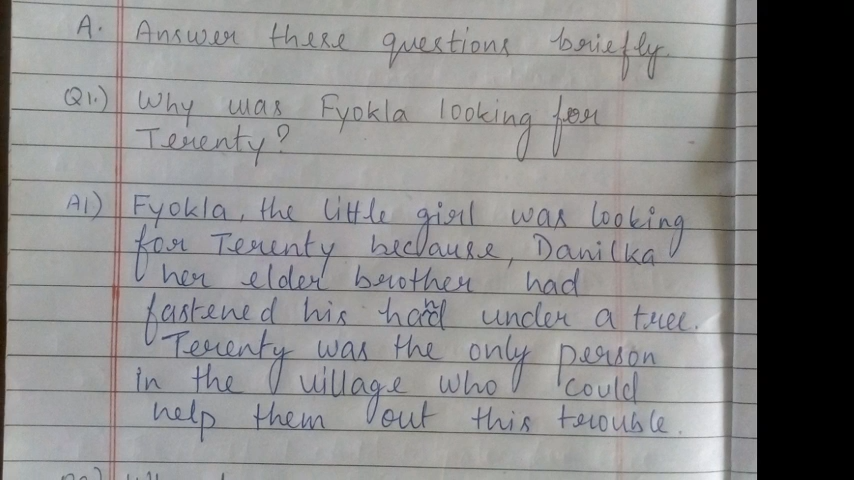 A. Answer these questions briefly.
Q1.) Why was Fyokla looking for
Terenty?
A1) Fyokla, the little girl was looking
for Terenty because, Danilka
her elder brother had
fastened his hand under a tree.
Terenty was the only person
in the village who could
help them out this trouble.